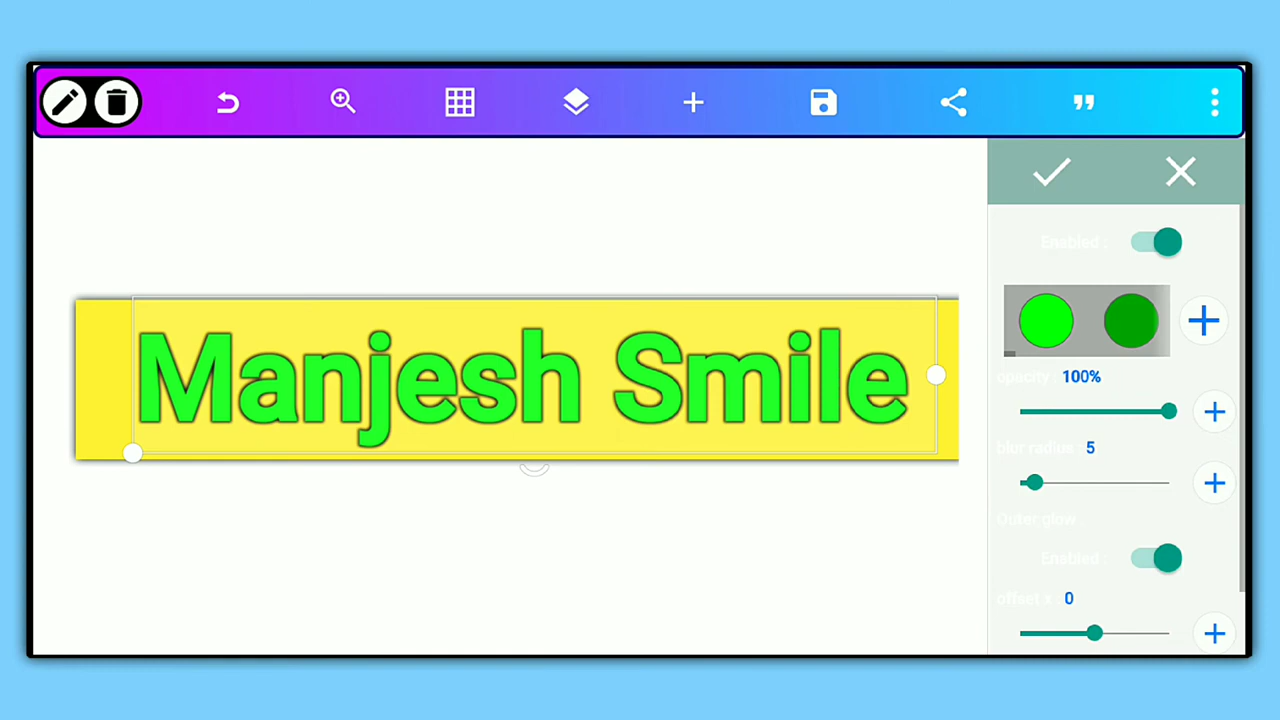 Manjesh Smile
Enabled :
opacity : 100%
blur radius : 5
Outer glow :
Enabled :
offset x : 0